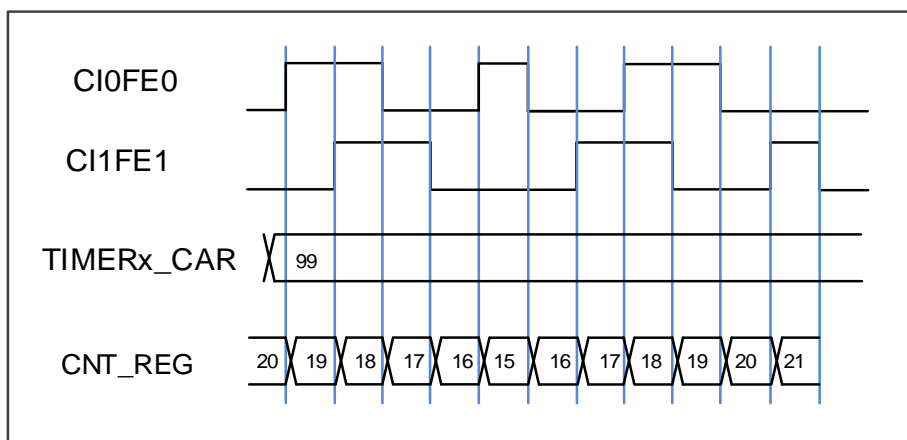 CI0FE0
CI1FE1
TIMERx_CAR 99
CNT_REG 20 19 18 17 16 15 16 17 18 19 20 21